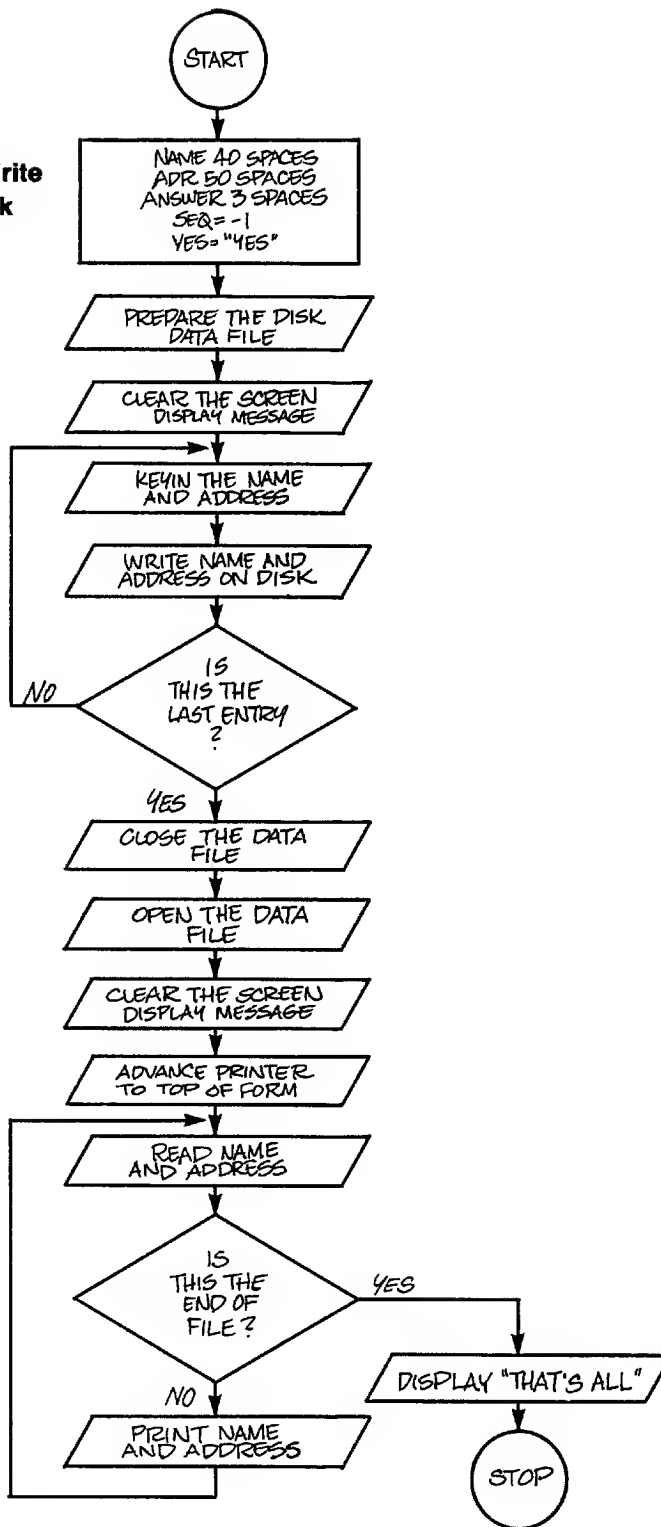 START
rite
k
NAME 40 SPACES
ADR 50 SPACES
ANSWER 3 SPACES
SEQ= -1
YES= "YES"
PREPARE THE DISK
DATA FILE
CLEAR THE SCREEN
DISPLAY MESSAGE
KEYIN THE NAME
AND ADDRESS
WRITE NAME AND
ADDRESS ON DISK
IS
THIS THE
LAST ENTRY
?
NO
YES
CLOSE THE DATA
FILE
OPEN THE DATA
FILE
CLEAR THE SCREEN
DISPLAY MESSAGE
ADVANCE PRINTER
TO TOP OF FORM
READ NAME
AND ADDRESS
IS
THIS THE
END OF
FILE?
YES
NO
DISPLAY "THAT'S ALL"
PRINT NAME
AND ADDRESS
STOP